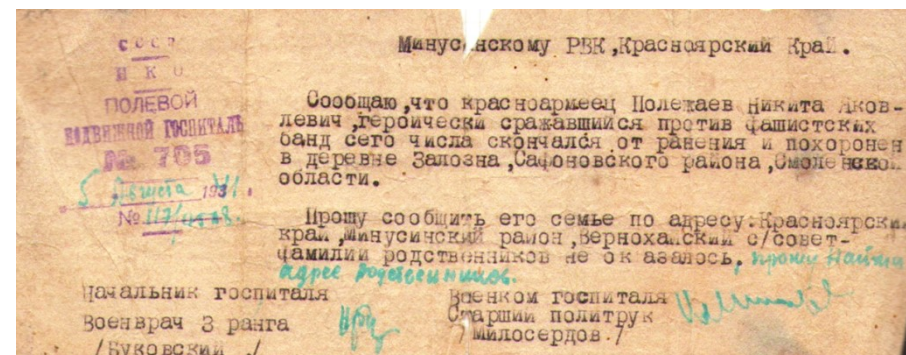 СССР
НКО
ПОЛЕВОЙ
ПОДВИЖНОЙ ГОСПИТАЛЬ
№ 705
5 Августа 1941
№ 117/
Минусинскому РВК,Красноярский Край.
Сообщаю,что красноармеец Полежаев Никита Яков-
левич,героически сражавшийся против фашистских
банд сего числа скончался от ранения и похоронен
в деревне Залозна,Сафоновского района,Смоленской
области.
Прошу сообщить его семье по адресу:Красноярский
край,Минусинский район,Вернохаиский с/совет-
фамилии родственников не оказалось, прошу найти
адрес родственников.
Начальник госпиталя
Военврач 3 ранга
/Буковский /
Военком госпиталя
Старший политрук
/Милосердов /